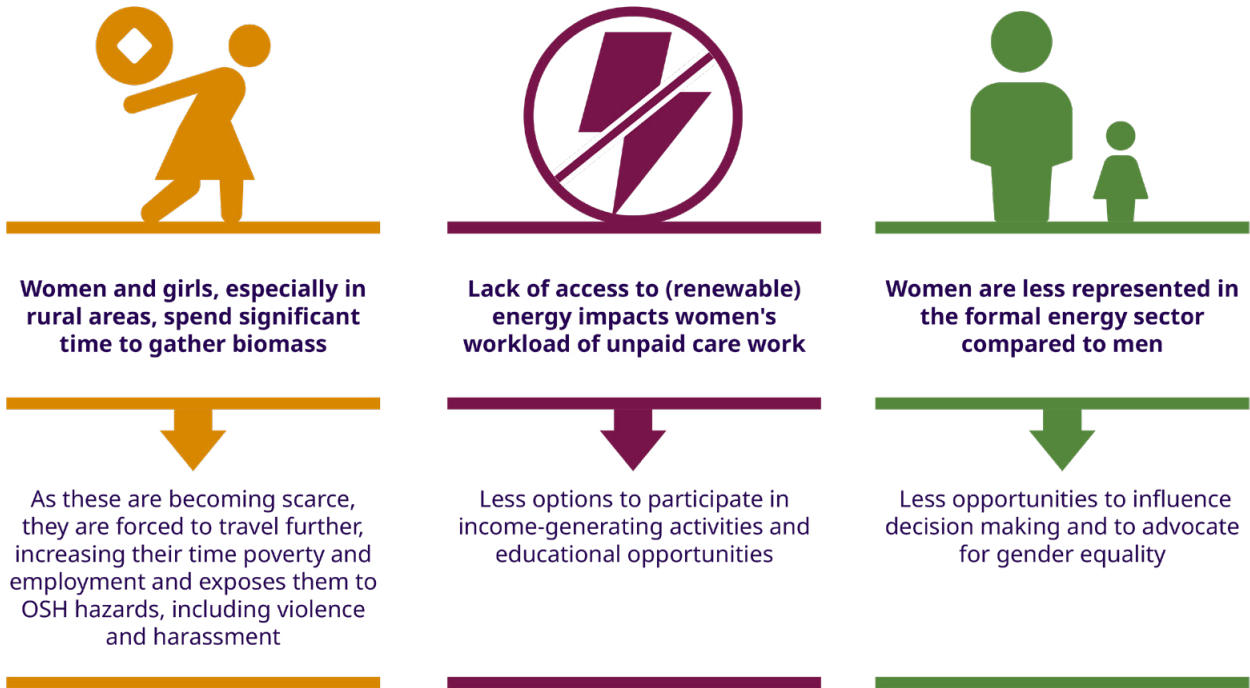 Women and girls, especially in
rural areas, spend significant
time to gather biomass
As these are becoming scarce,
they are forced to travel further,
increasing their time poverty and
employment and exposes them to
OSH hazards, including violence
and harassment
Lack of access to (renewable)
energy impacts women's
workload of unpaid care work
Less options to participate in
income-generating activities and
educational opportunities
Women are less represented in
the formal energy sector
compared to men
Less opportunities to influence
decision making and to advocate
for gender equality